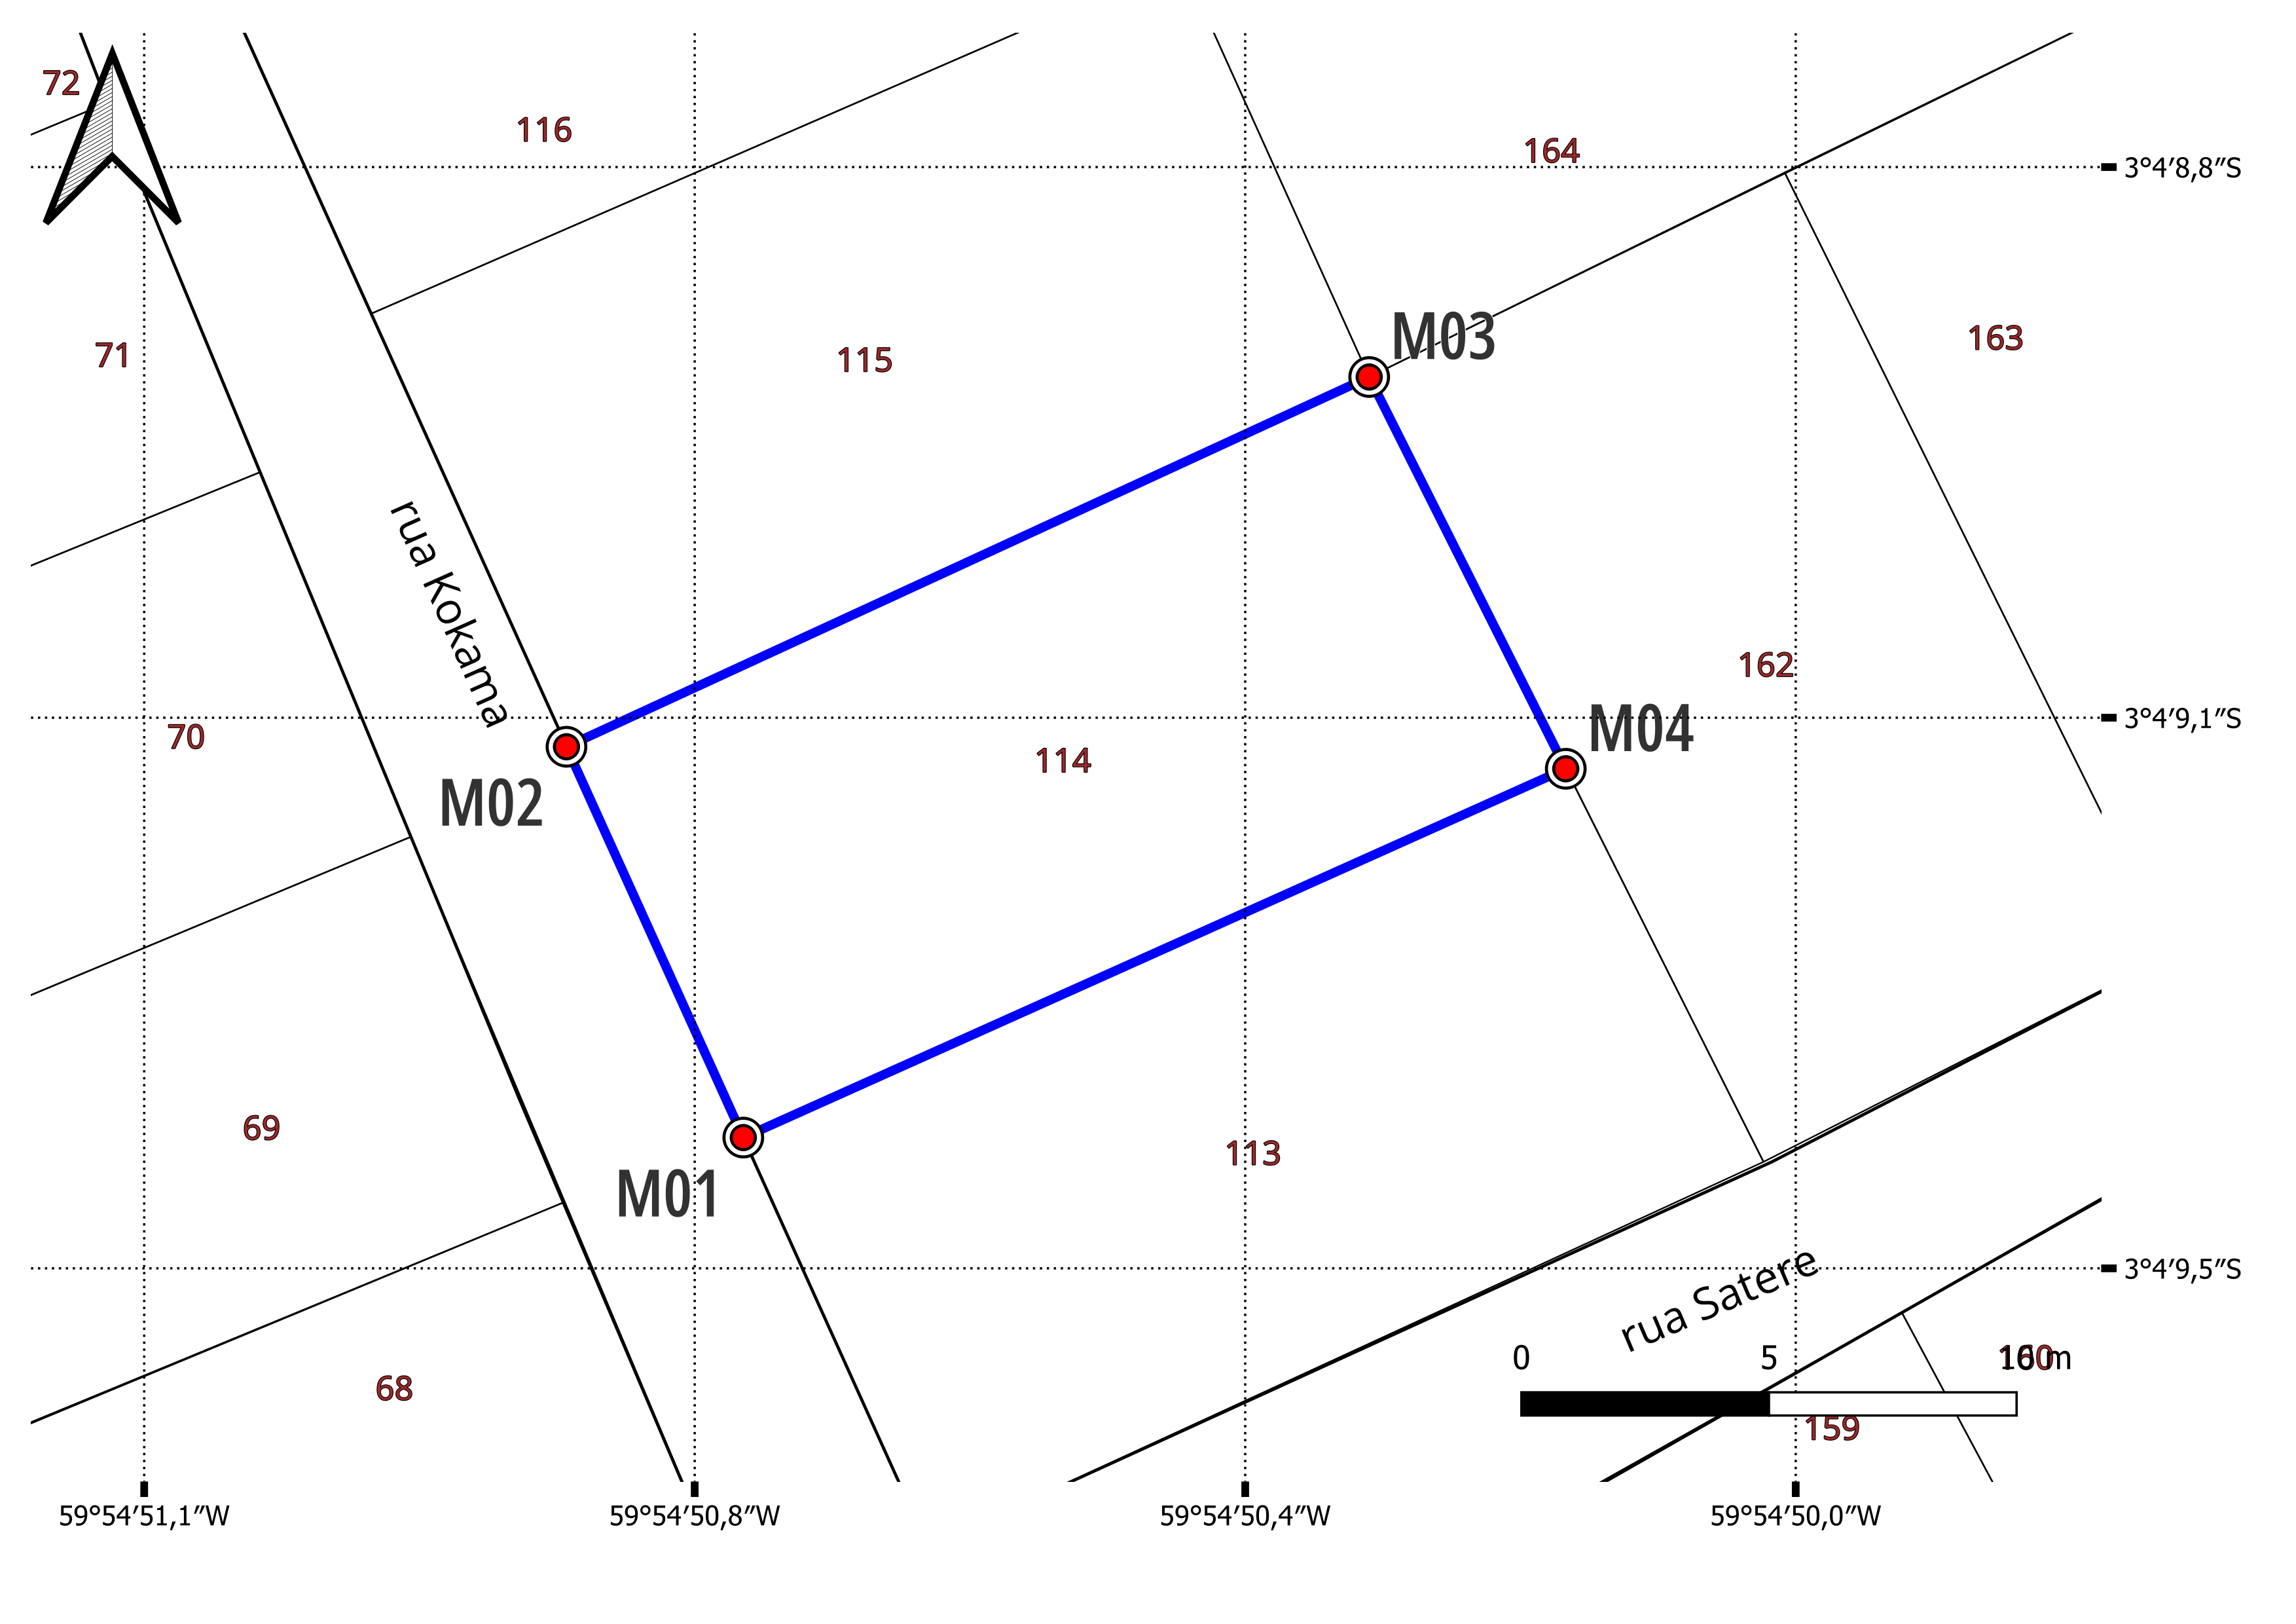 72
116
164
3°4′8,8″S
71
115
M03
163
rua Kokama
162
70
114
M04
3°4′9,1″S
M02
69
113
M01
3°4′9,5″S
rua Satere
0 5 10 m
160
68
159
59°54′51,1″W 59°54′50,8″W 59°54′50,4″W 59°54′50,0″W